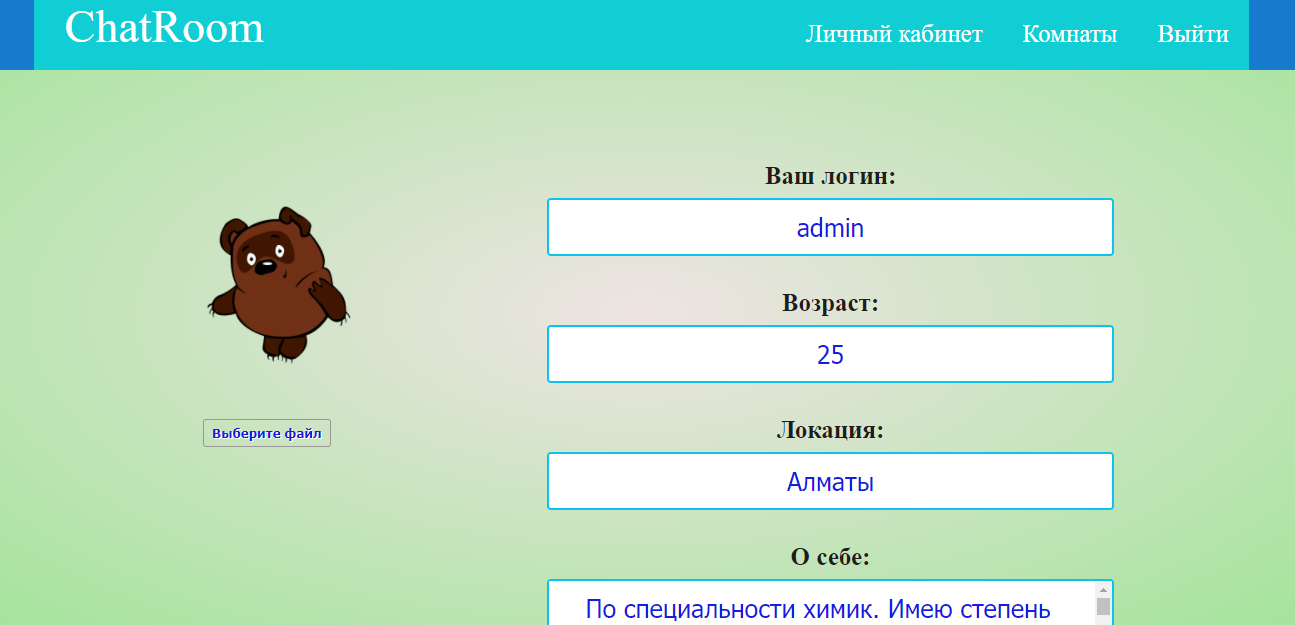 ChatRoom
Личный кабинет Комнаты Выйти
Ваш логин:
admin
Возраст:
25
Выберите файл
Локация:
Алматы
О себе:
По специальности химик. Имею степень